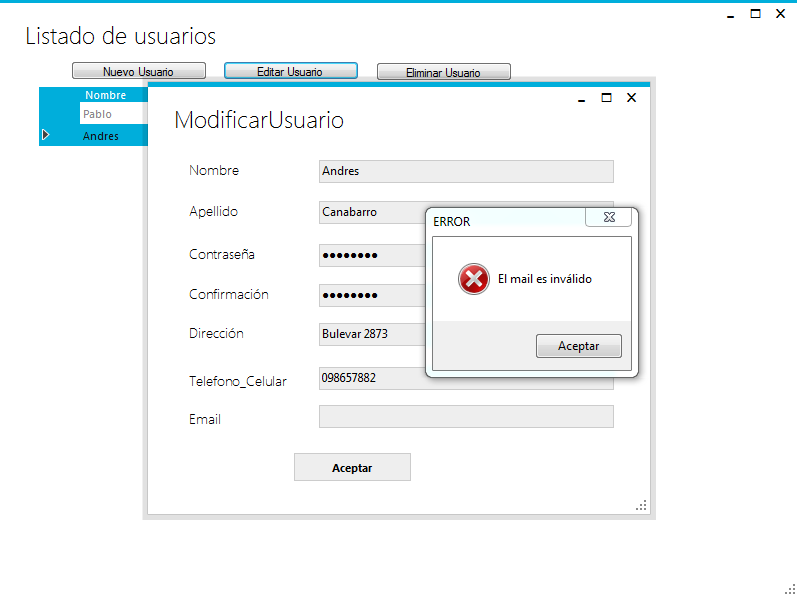 Listado de usuarios
Nuevo Usuario Editar Usuario Eliminar Usuario
Nombre
Pablo
Andres
ModificarUsuario
Nombre Andres
Apellido Canabarro
Contraseña ●●●●●●●●
Confirmación ●●●●●●●●
Dirección Bulevar 2873
Telefono_Celular 098657882
Email
Aceptar
ERROR
El mail es inválido
Aceptar